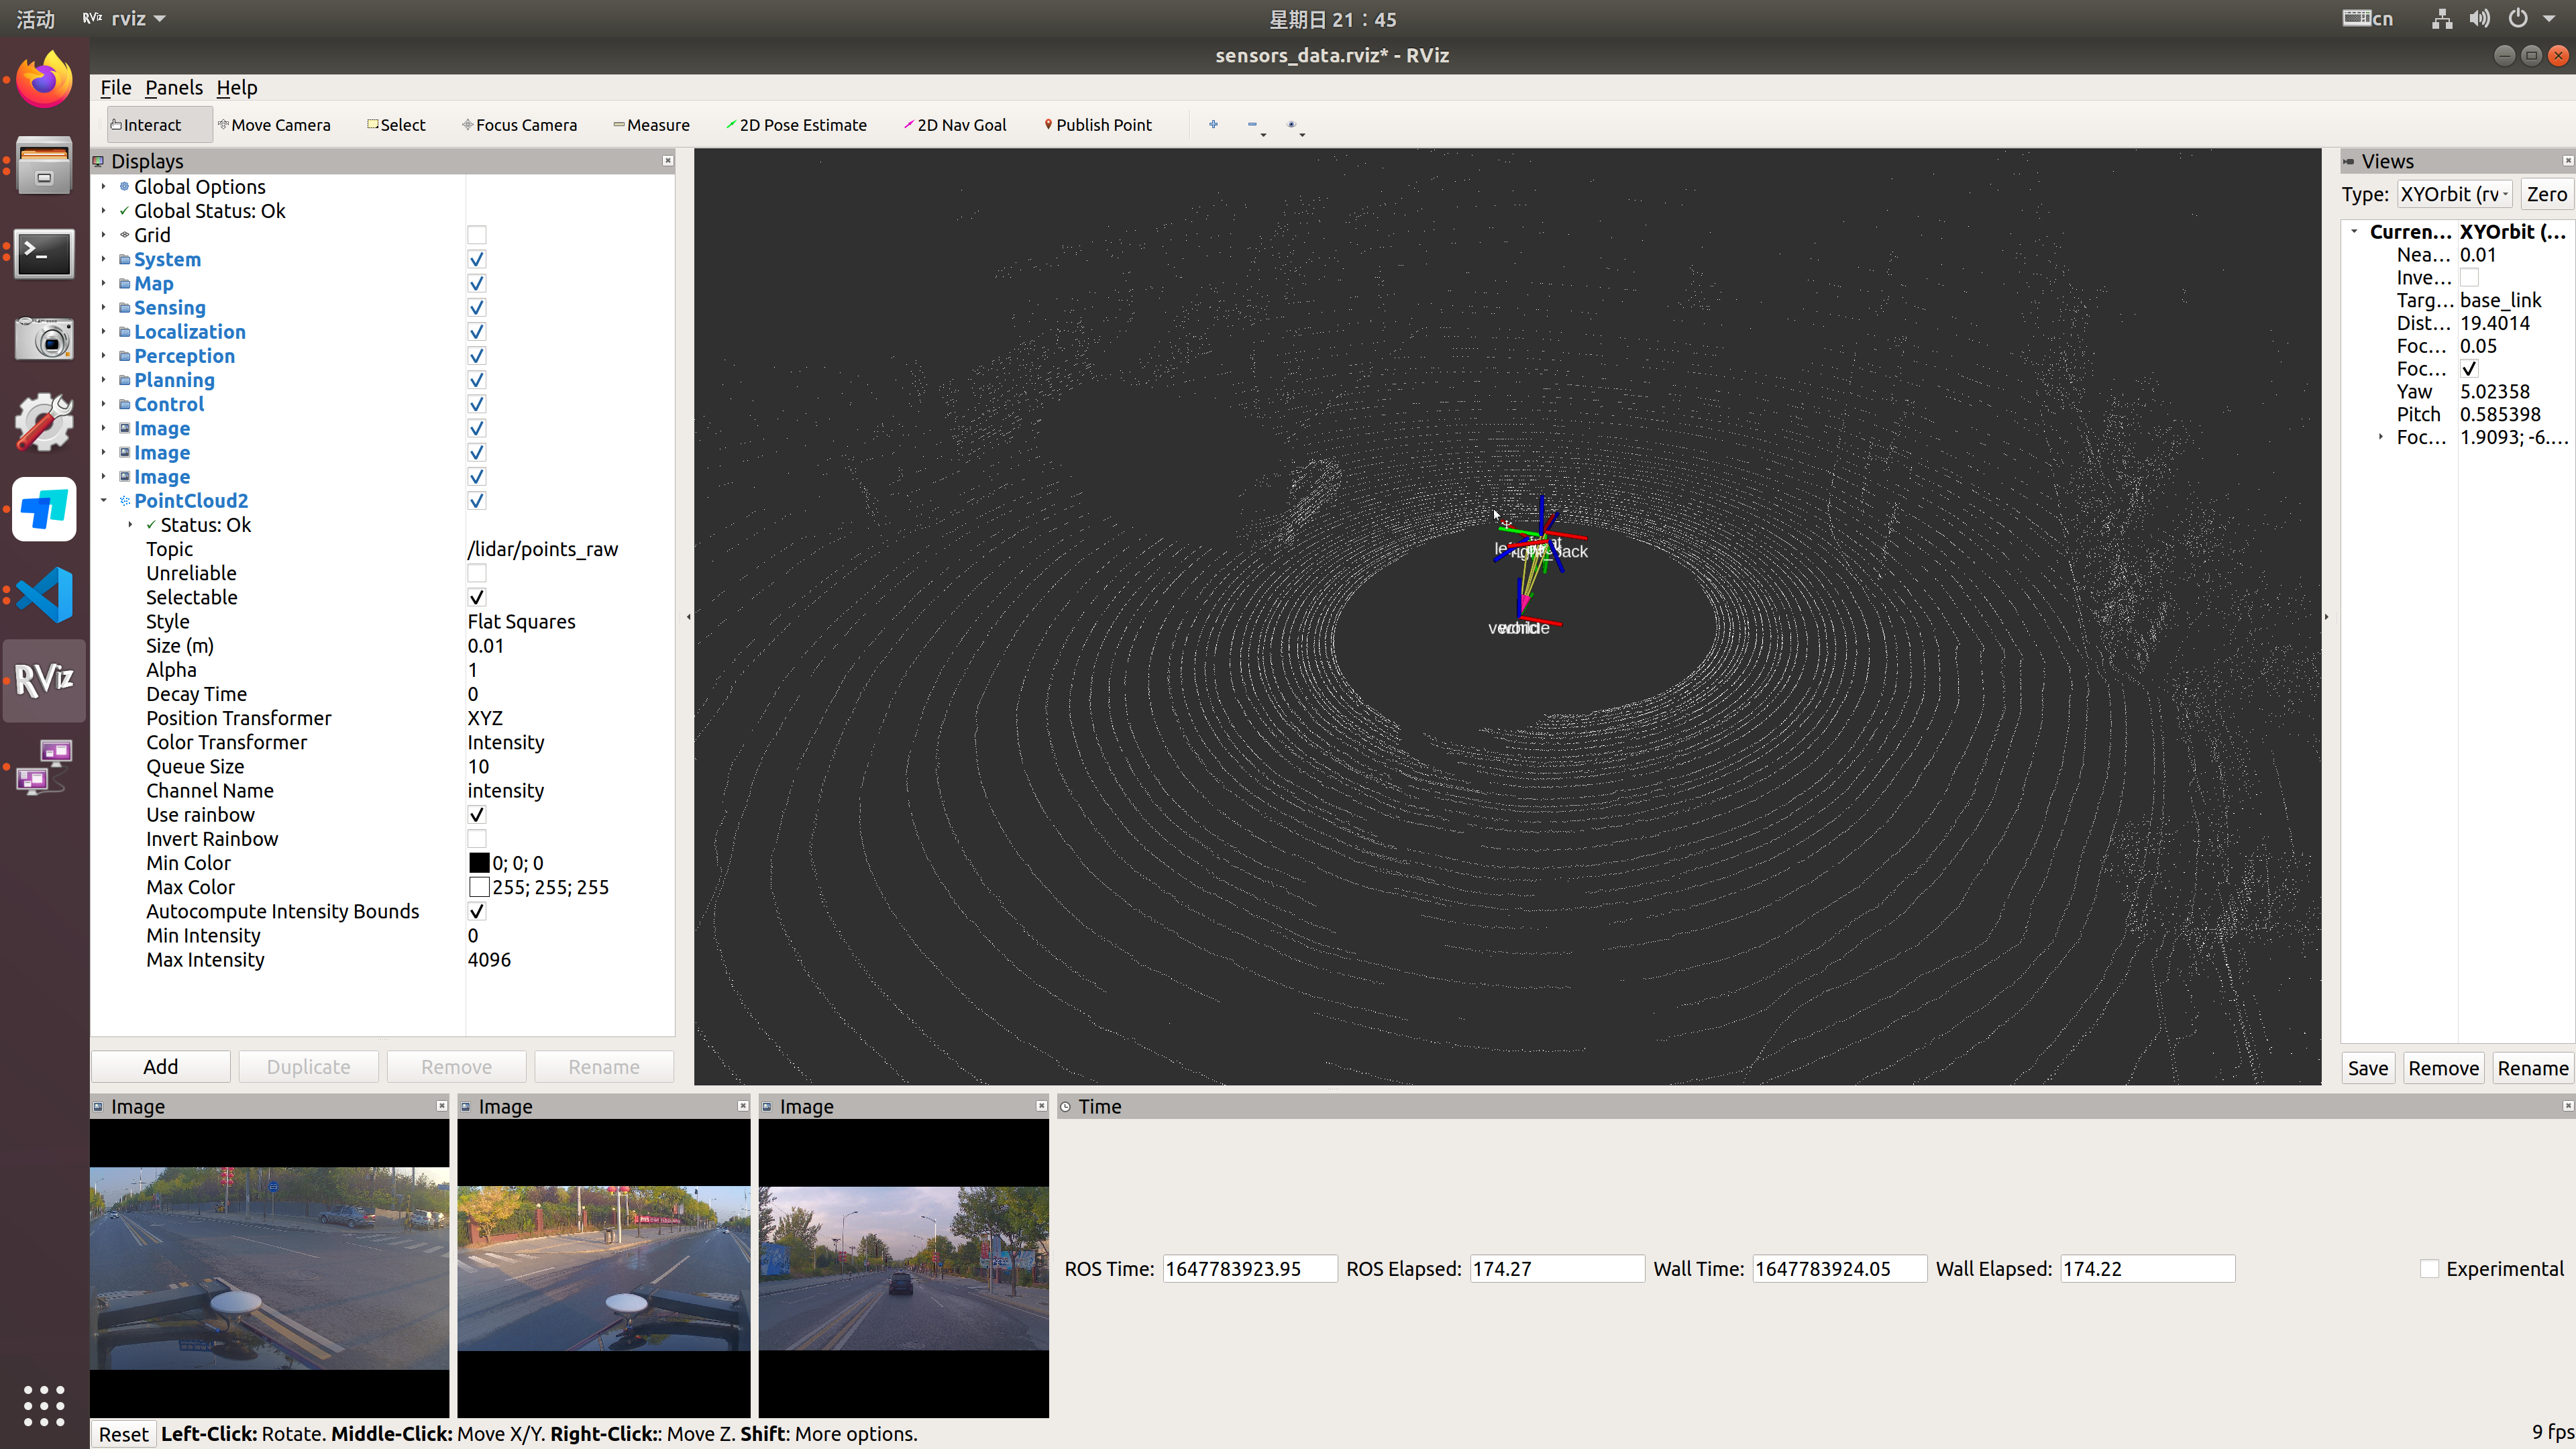 活动 RViz rviz 星期日 21：45 cn
sensors_data.rviz* - RViz
File Panels Help
Interact Move Camera Select Focus Camera Measure 2D Pose Estimate 2D Nav Goal Publish Point
Displays
Global Options
Global Status: Ok
Grid
System
Map
Sensing
Localization
Perception
Planning
Control
Image
Image
Image
PointCloud2
Status: Ok
Topic /lidar/points_raw
Unreliable
Selectable
Style Flat Squares
Size (m) 0.01
Alpha 1
Decay Time 0
Position Transformer XYZ
Color Transformer Intensity
Queue Size 10
Channel Name intensity
Use rainbow
Invert Rainbow
Min Color 0; 0; 0
Max Color 255; 255; 255
Autocompute Intensity Bounds
Min Intensity 0
Max Intensity 4096
Add Duplicate Remove Rename
RViz
Views
Type: XYOrbit (rv Zero
Curren... XYOrbit (...
Nea... 0.01
Inve...
Targ... base_link
Dist... 19.4014
Foc... 0.05
Foc...
Yaw 5.02358
Pitch 0.585398
Foc... 1.9093; -6....
Save Remove Rename
Image Image Image Time
ROS Time: 1647783923.95 ROS Elapsed: 174.27 Wall Time: 1647783924.05 Wall Elapsed: 174.22 Experimental
Reset Left-Click: Rotate. Middle-Click: Move X/Y. Right-Click:: Move Z. Shift: More options. 9 fps